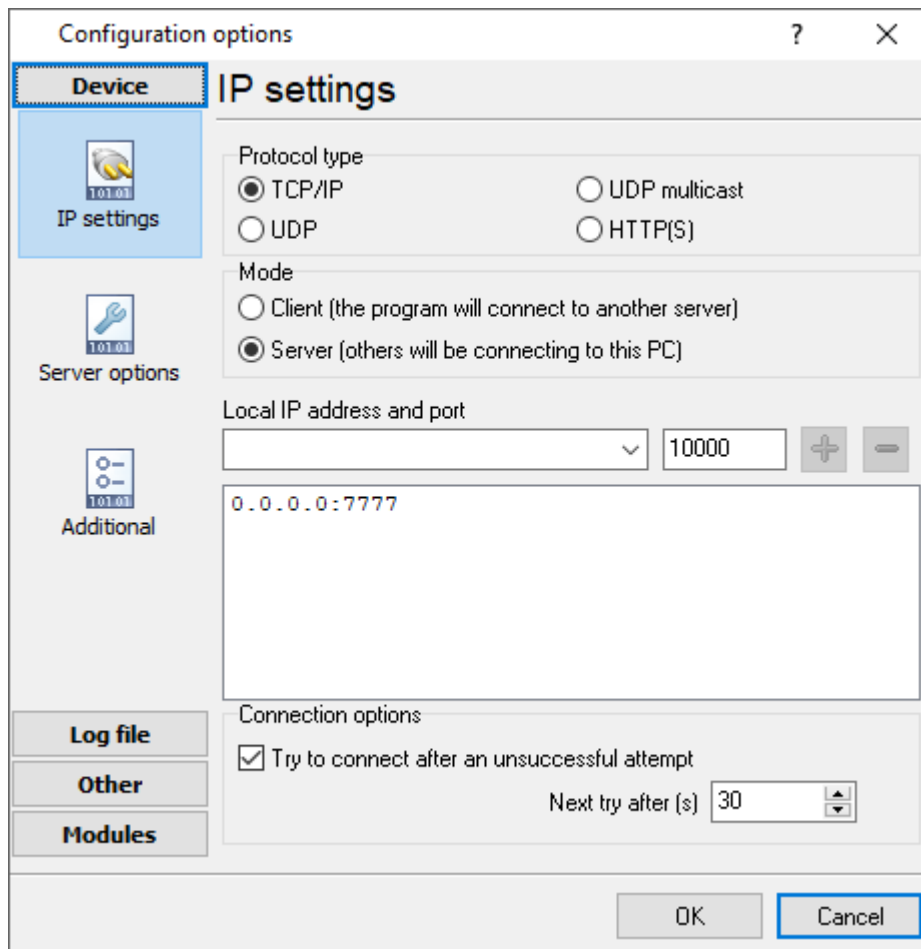 Configuration options
Device
IP settings
Server options
Additional
Log file
Other
Modules
IP settings
Protocol type
TCP/IP
UDP multicast
UDP
HTTP(S)
Mode
Client (the program will connect to another server)
Server (others will be connecting to this PC)
Local IP address and port
10000
0.0.0.0:7777
Connection options
Try to connect after an unsuccessful attempt
Next try after (s) 30
OK
Cancel